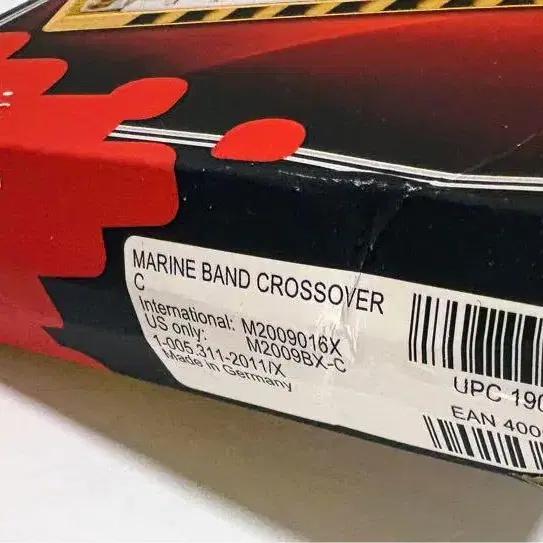 MARINE BAND CROSSOVER
C
International: M2009016X
US only: M2009BX-C
1-005.311-2011/X
Made in Germany
UPC 190
EAN 400